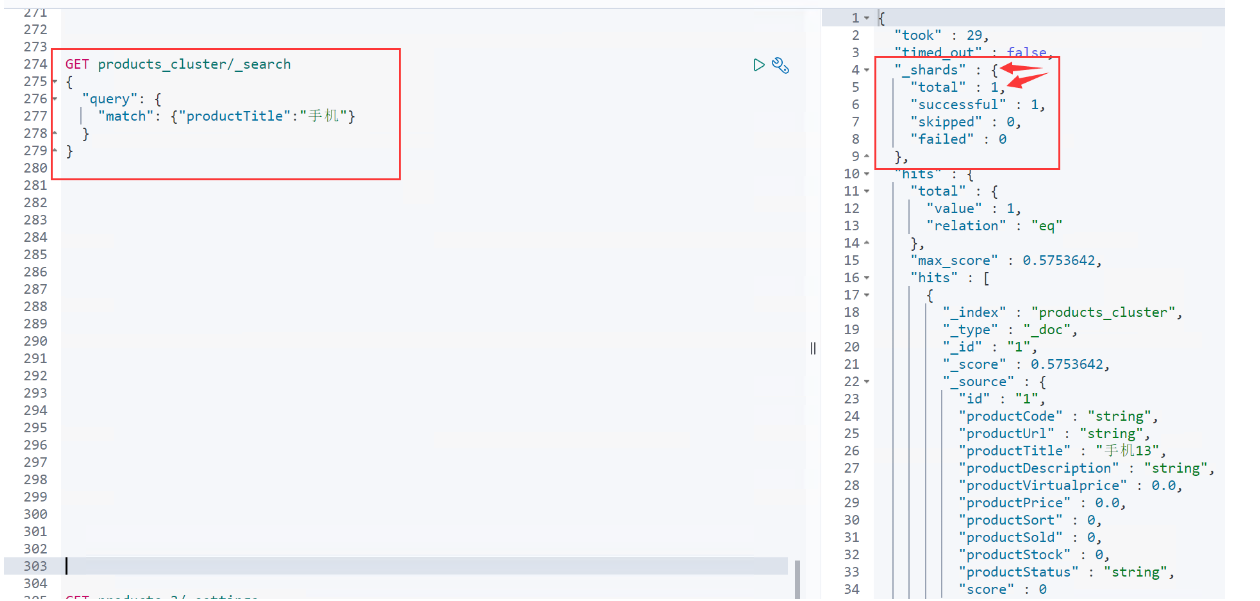 271
272
273
274 GET products_cluster/_search
275 {
276 "query": {
277 "match": {"productTitle":"手机"}
278 }
279 }
280
281
282
283
284
285
286
287
288
289
290
291
292
293
294
295
296
297
298
299
300
301
302
303
304
1 {
2 "took" : 29,
3 "timed_out" : false,
4 "_shards" : {
5 "total" : 1,
6 "successful" : 1,
7 "skipped" : 0,
8 "failed" : 0
9 },
10 "hits" : {
11 "total" : {
12 "value" : 1,
13 "relation" : "eq"
14 },
15 "max_score" : 0.5753642,
16 "hits" : [
17 {
18 "_index" : "products_cluster",
19 "_type" : "_doc",
20 "_id" : "1",
21 "_score" : 0.5753642,
22 "_source" : {
23 "id" : "1",
24 "productCode" : "string",
25 "productUrl" : "string",
26 "productTitle" : "手机13",
27 "productDescription" : "string",
28 "productVirtualprice" : 0.0,
29 "productPrice" : 0.0,
30 "productSort" : 0,
31 "productSold" : 0,
32 "productStock" : 0,
33 "productStatus" : "string",
34 "score" : 0